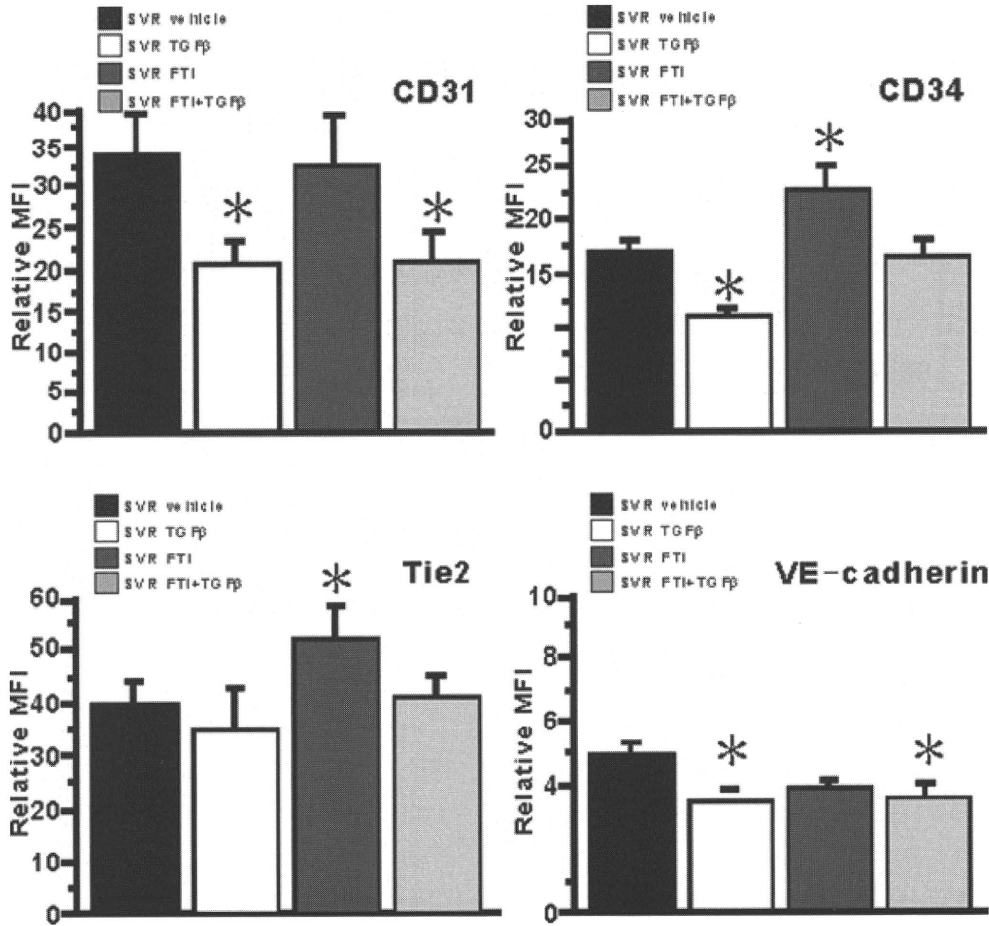 SVR vehicle
SVR TGFβ
SVR FTI
SVR FTI+TGFβ
CD31
Relative MFI
40
35
30
25
20
15
10
5
0
*
*
SVR vehicle
SVR TGFβ
SVR FTI
SVR FTI+TGFβ
CD34
Relative MFI
30
25
20
15
0
*
*
SVR vehicle
SVR TGFβ
SVR FTI
SVR FTI+TGFβ
Tie2
Relative MFI
60
50
40
30
20
10
0
*
SVR vehicle
SVR TGFβ
SVR FTI
SVR FTI+TGFβ
VE-cadherin
Relative MFI
10
8
6
4
0
*
*